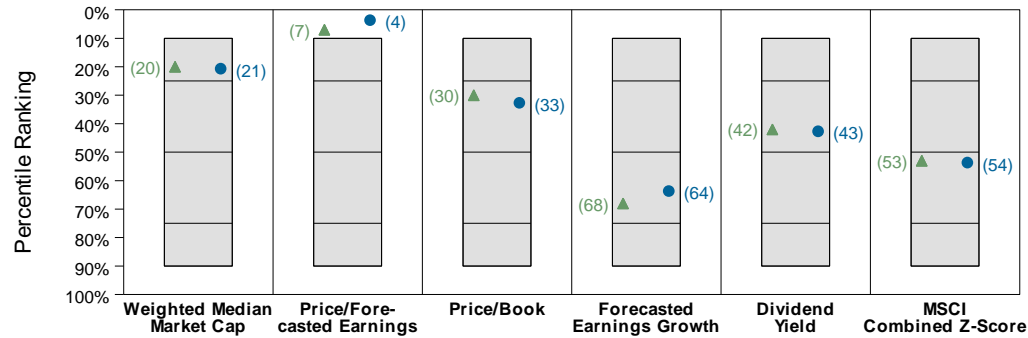 Percentile Ranking
0%
10%
20%
30%
40%
50%
60%
70%
80%
90%
100%
(20) (21)
(7) (4)
(30) (33)
(68) (64)
(42) (43)
(53) (54)
Weighted Median
Market Cap
Price/Fore-
casted Earnings
Price/Book
Forecasted
Earnings Growth
Dividend
Yield
MSCI
Combined Z-Score